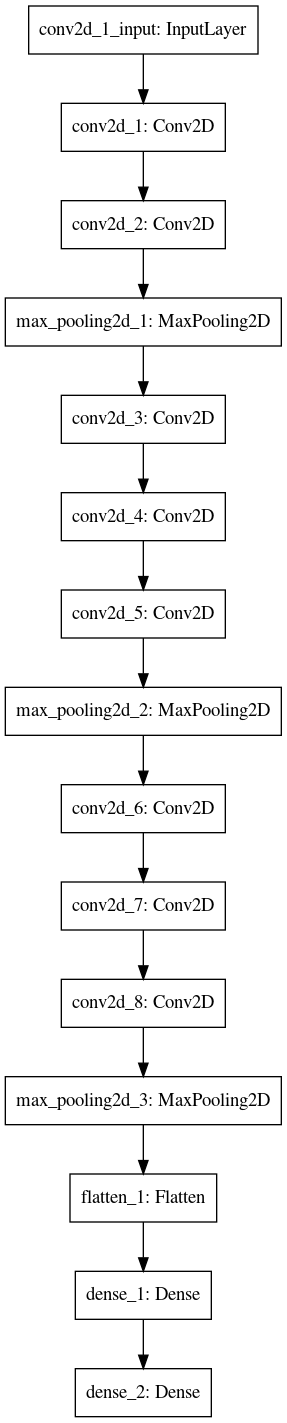 conv2d_1_input: InputLayer
conv2d_1: Conv2D
conv2d_2: Conv2D
max_pooling2d_1: MaxPooling2D
conv2d_3: Conv2D
conv2d_4: Conv2D
conv2d_5: Conv2D
max_pooling2d_2: MaxPooling2D
conv2d_6: Conv2D
conv2d_7: Conv2D
conv2d_8: Conv2D
max_pooling2d_3: MaxPooling2D
flatten_1: Flatten
dense_1: Dense
dense_2: Dense